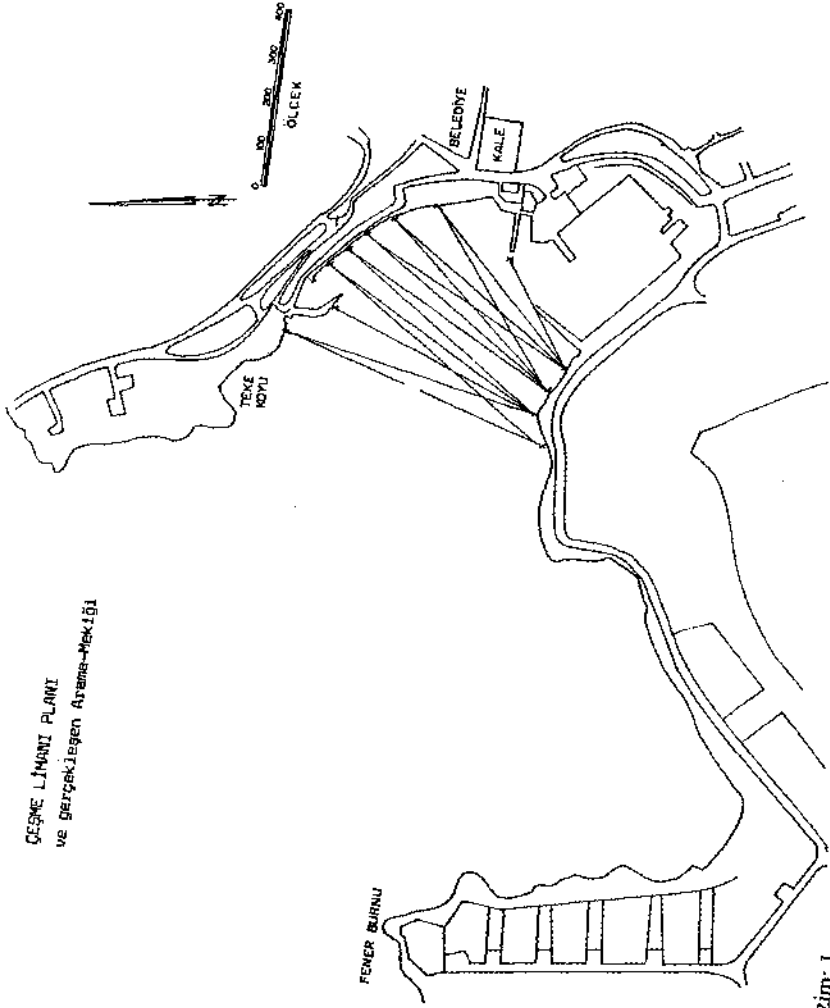 ÇEŞME LİMANI PLANI
ve gerçekleşen Arama-Mekiği
0 100 200 300 400
ÖLÇEK
N
BELEDİYE
KALE
TEKE
KOYU
FENER BURNU